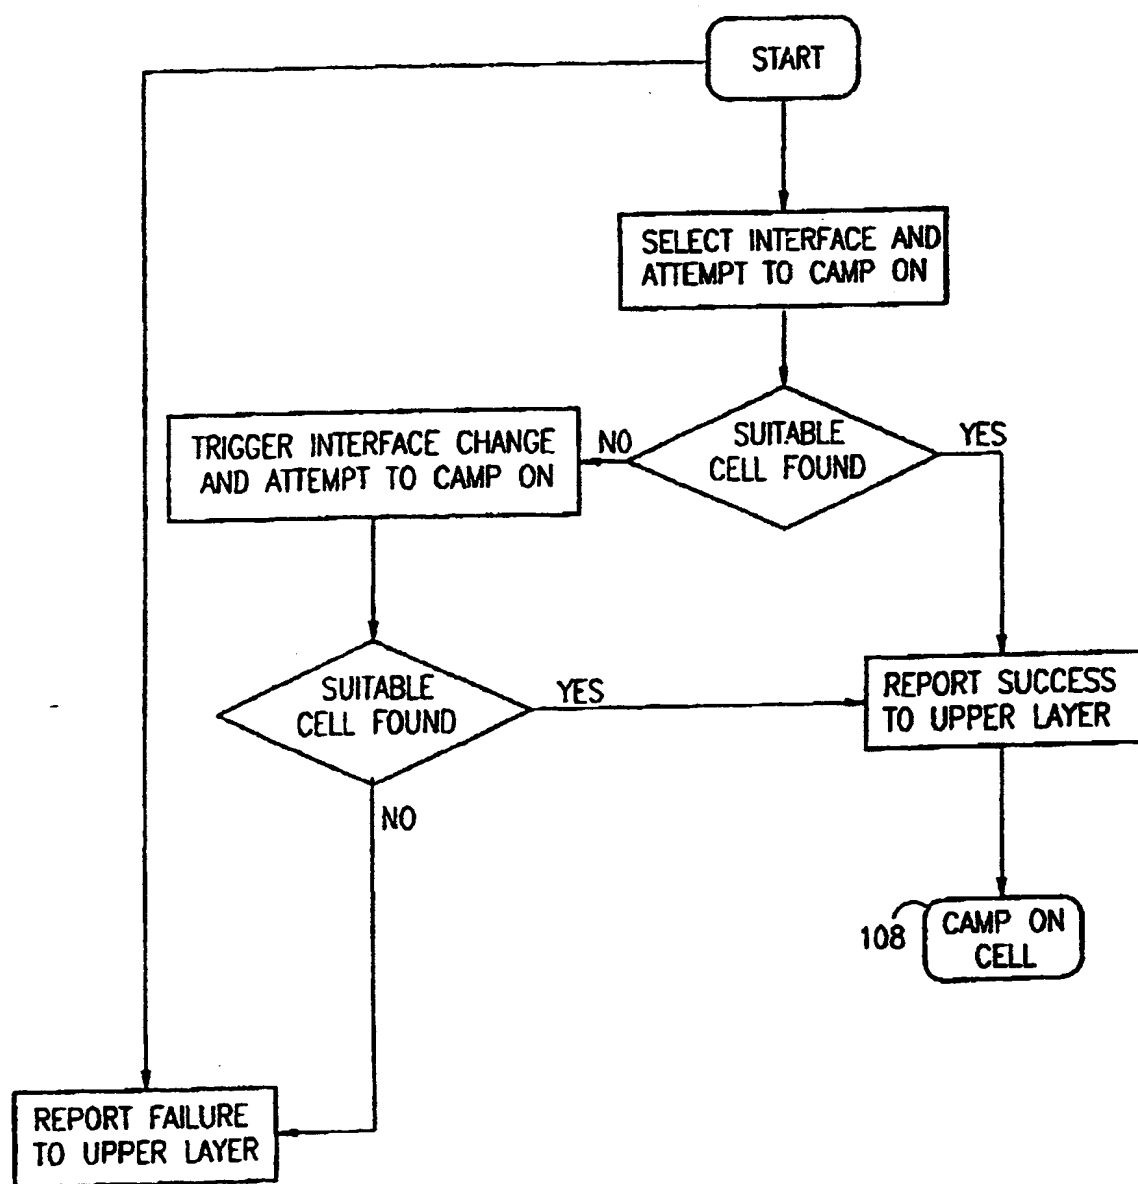 START
SELECT INTERFACE AND
ATTEMPT TO CAMP ON
TRIGGER INTERFACE CHANGE
AND ATTEMPT TO CAMP ON
NO
SUITABLE
CELL FOUND
YES
SUITABLE
CELL FOUND
YES
REPORT SUCCESS
TO UPPER LAYER
NO
108
CAMP ON
CELL
REPORT FAILURE
TO UPPER LAYER